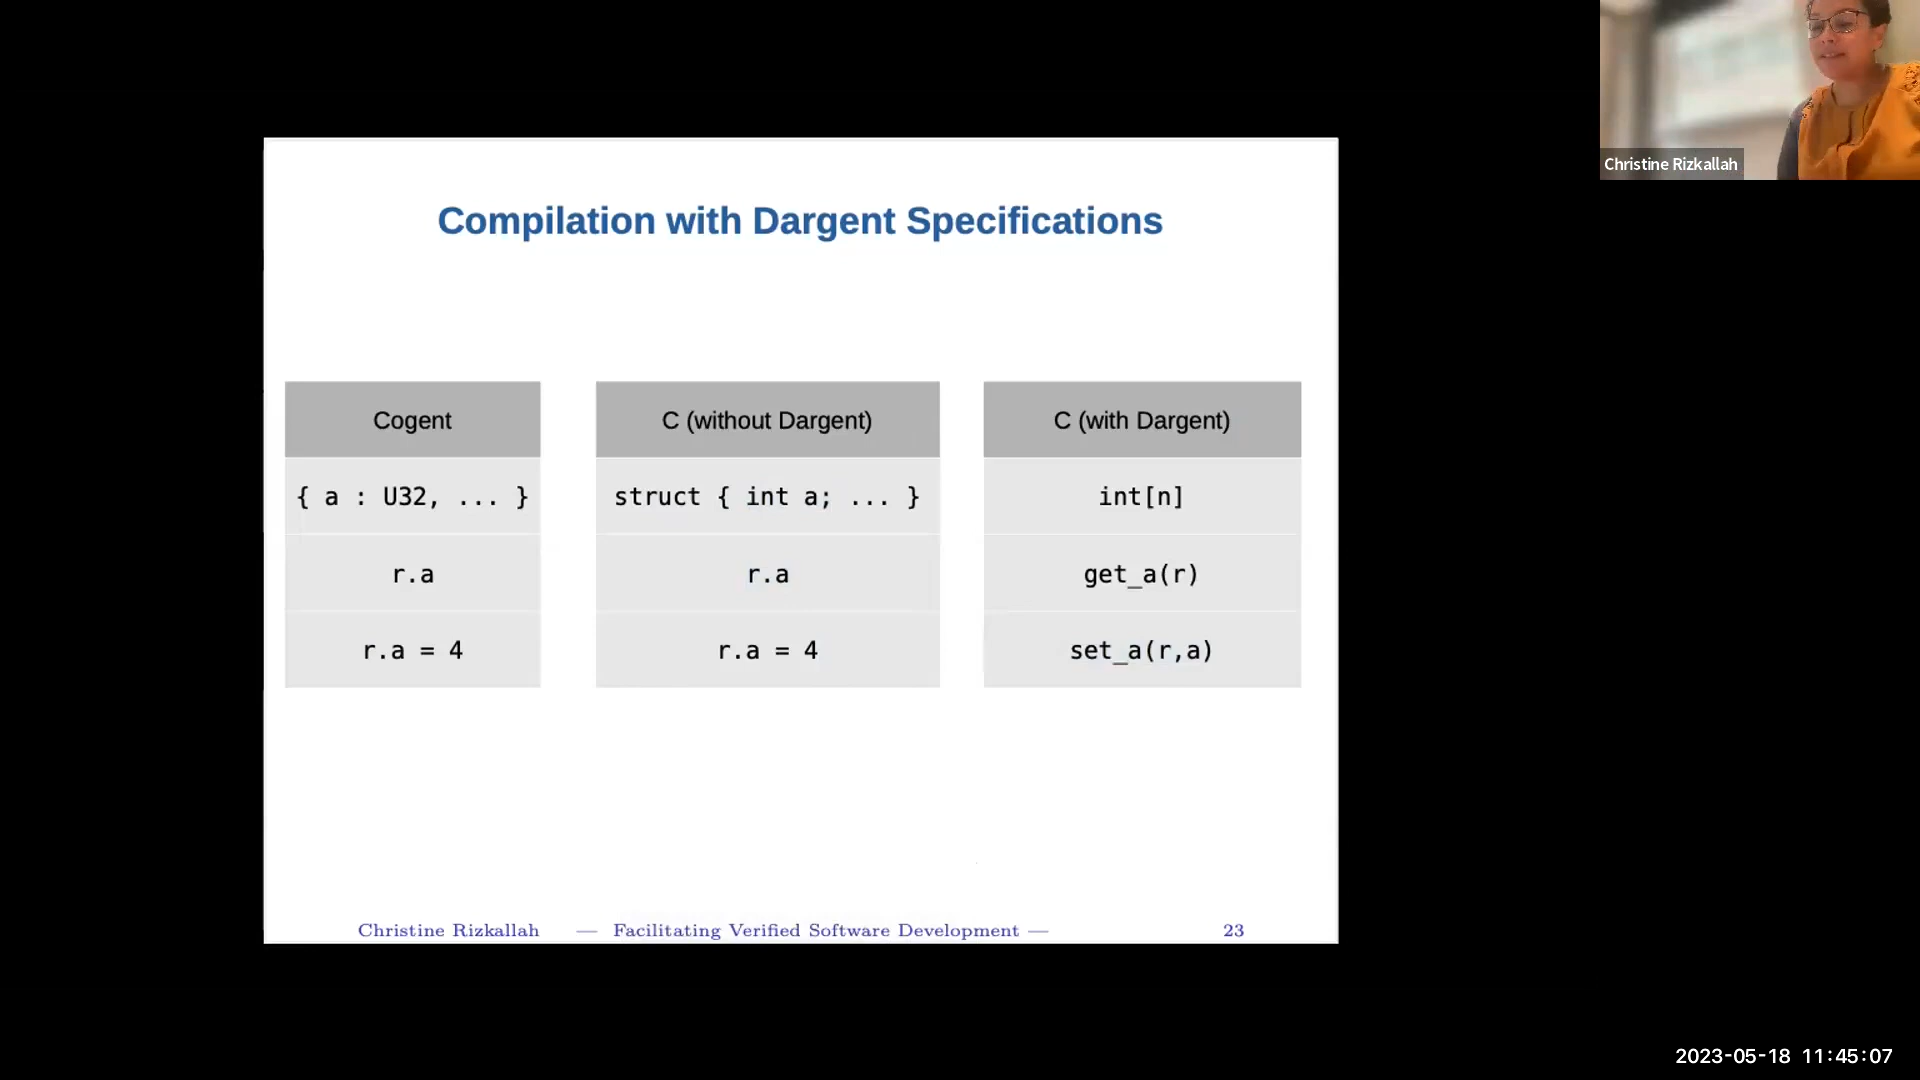 Christine Rizkallah
Compilation with Dargent Specifications
Cogent C (without Dargent) C (with Dargent)
{ a : U32, ... } struct { int a; ... } int[n]
r.a r.a get_a(r)
r.a = 4 r.a = 4 set_a(r,a)
Christine Rizkallah — Facilitating Verified Software Development — 23
2023-05-18 11:45:07